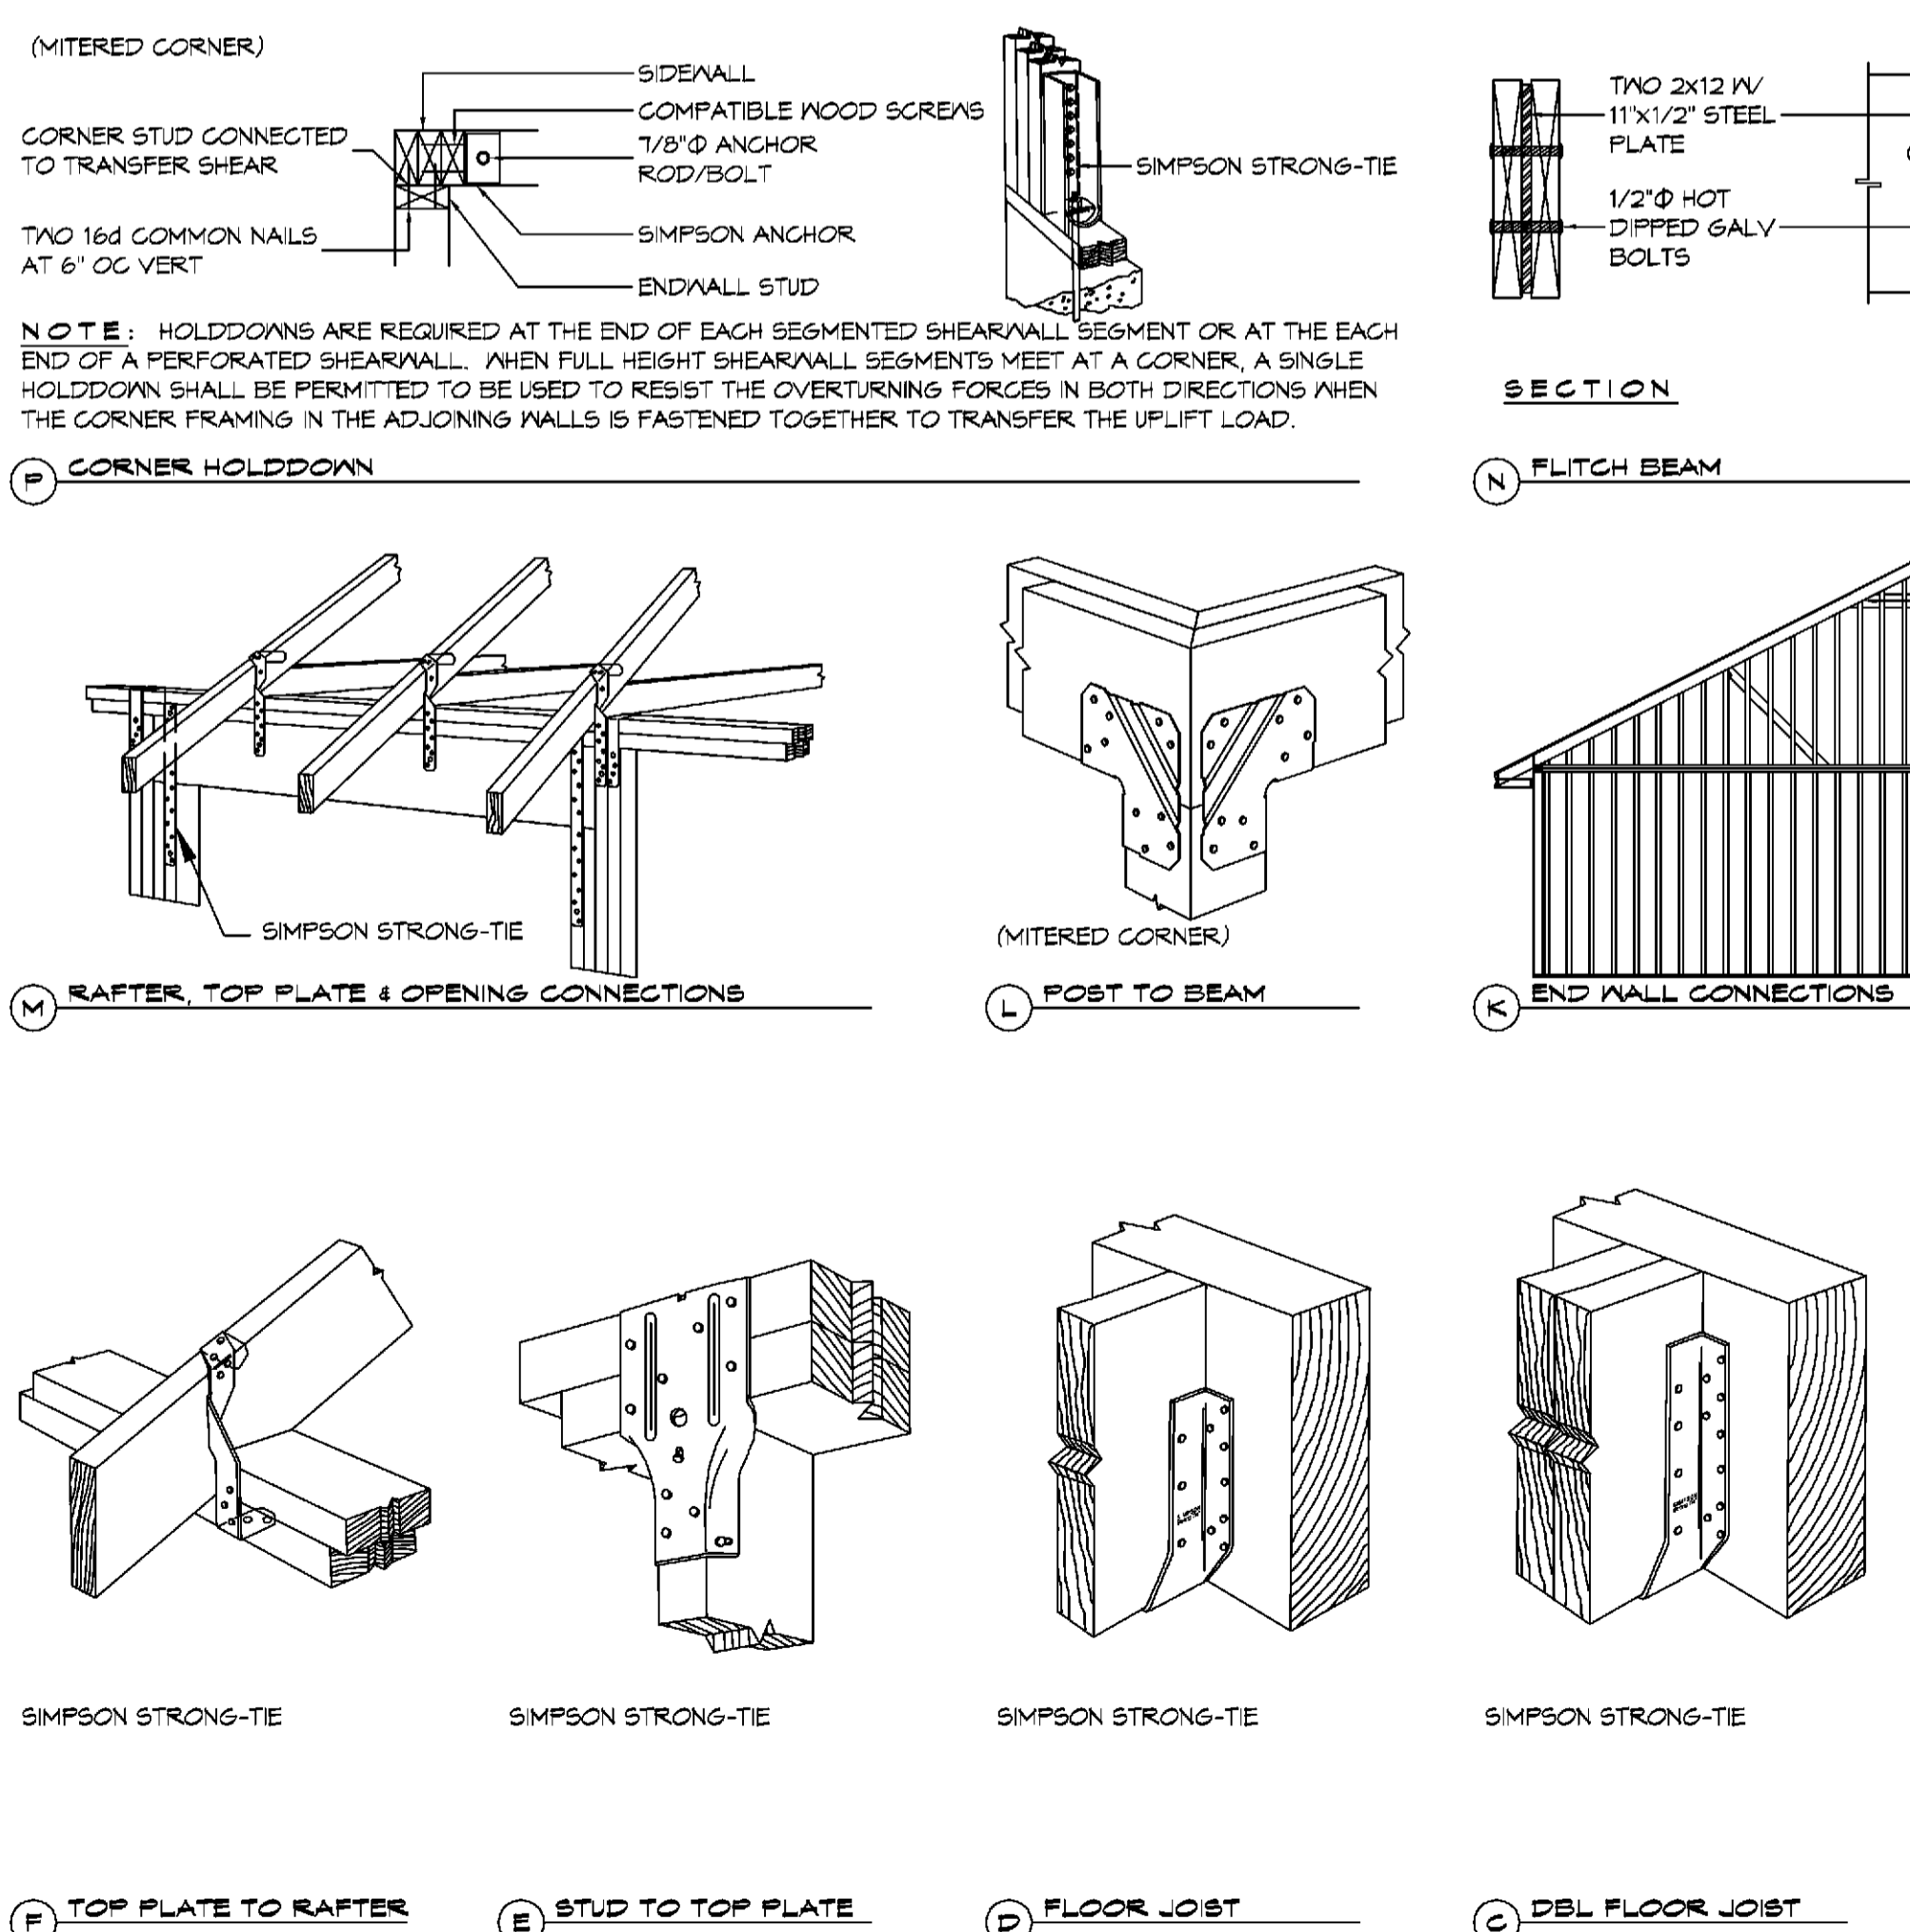 (MITERED CORNER)
SIDEWALL
COMPATIBLE WOOD SCREWS
7/8"Φ ANCHOR
ROD/BOLT
CORNER STUD CONNECTED
TO TRANSFER SHEAR
TWO 16d COMMON NAILS
AT 6" OC VERT
SIMPSON ANCHOR
ENDWALL STUD
SIMPSON STRONG-TIE
NOTE: HOLDDOWNS ARE REQUIRED AT THE END OF EACH SEGMENTED SHEARWALL SEGMENT OR AT THE EACH
END OF A PERFORATED SHEARWALL. WHEN FULL HEIGHT SHEARWALL SEGMENTS MEET AT A CORNER, A SINGLE
HOLDDOWN SHALL BE PERMITTED TO BE USED TO RESIST THE OVERTURNING FORCES IN BOTH DIRECTIONS WHEN
THE CORNER FRAMING IN THE ADJOINING WALLS IS FASTENED TOGETHER TO TRANSFER THE UPLIFT LOAD.
P CORNER HOLDDOWN
TWO 2x12 W/
11"x1/2" STEEL
PLATE
1/2"Φ HOT
DIPPED GALV
BOLTS
SECTION
N FLITCH BEAM
SIMPSON STRONG-TIE
M RAFTER, TOP PLATE & OPENING CONNECTIONS
(MITERED CORNER)
L POST TO BEAM
K END WALL CONNECTIONS
SIMPSON STRONG-TIE
F TOP PLATE TO RAFTER
SIMPSON STRONG-TIE
E STUD TO TOP PLATE
SIMPSON STRONG-TIE
D FLOOR JOIST
SIMPSON STRONG-TIE
C DBL FLOOR JOIST